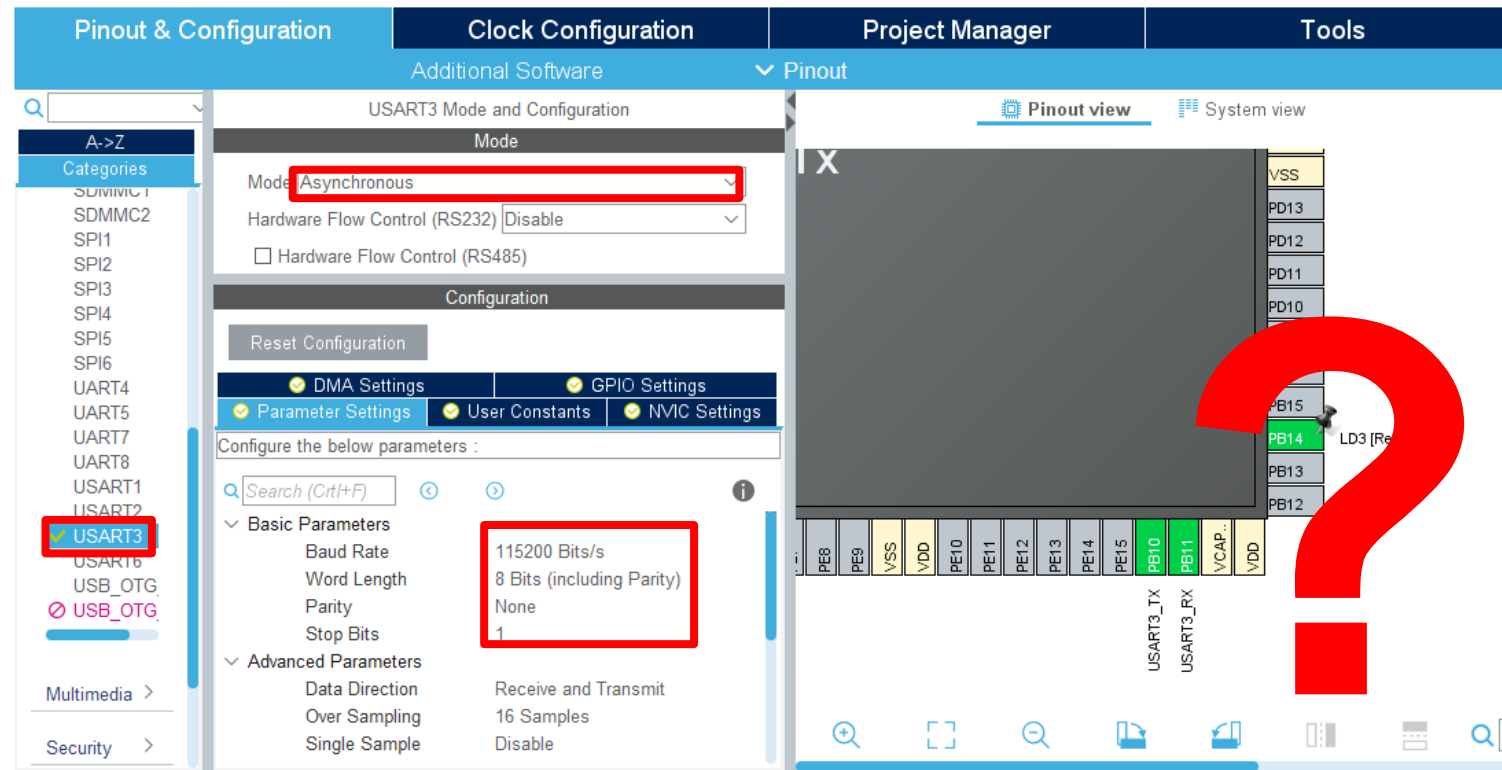 Pinout & Configuration
Clock Configuration
Project Manager
Tools
Additional Software
Pinout
USART3 Mode and Configuration
Pinout view
System view
A->Z
Categories
SDMMC1
SDMMC2
SPI1
SPI2
SPI3
SPI4
SPI5
SPI6
UART4
UART5
UART7
UART8
USART1
USART2
USART3
USART6
USB_OTG_
USB_OTG_
Multimedia >
Security >
Mode
Mode Asynchronous
Hardware Flow Control (RS232) Disable
Hardware Flow Control (RS485)
Configuration
Reset Configuration
DMA Settings
GPIO Settings
Parameter Settings
User Constants
NVIC Settings
Configure the below parameters :
Search (Crtl+F)
Basic Parameters
Baud Rate 115200 Bits/s
Word Length 8 Bits (including Parity)
Parity None
Stop Bits 1
Advanced Parameters
Data Direction Receive and Transmit
Over Sampling 16 Samples
Single Sample Disable
VSS
PD13
PD12
PD11
PD10
PB15
PB14 LD3 [Re
PB13
PB12
PE8
PE9
VSS
VDD
PE10
PE11
PE12
PE13
PE14
PE15
PB10
PB11
VCAP..
VDD
USART3_TX
USART3_RX
?